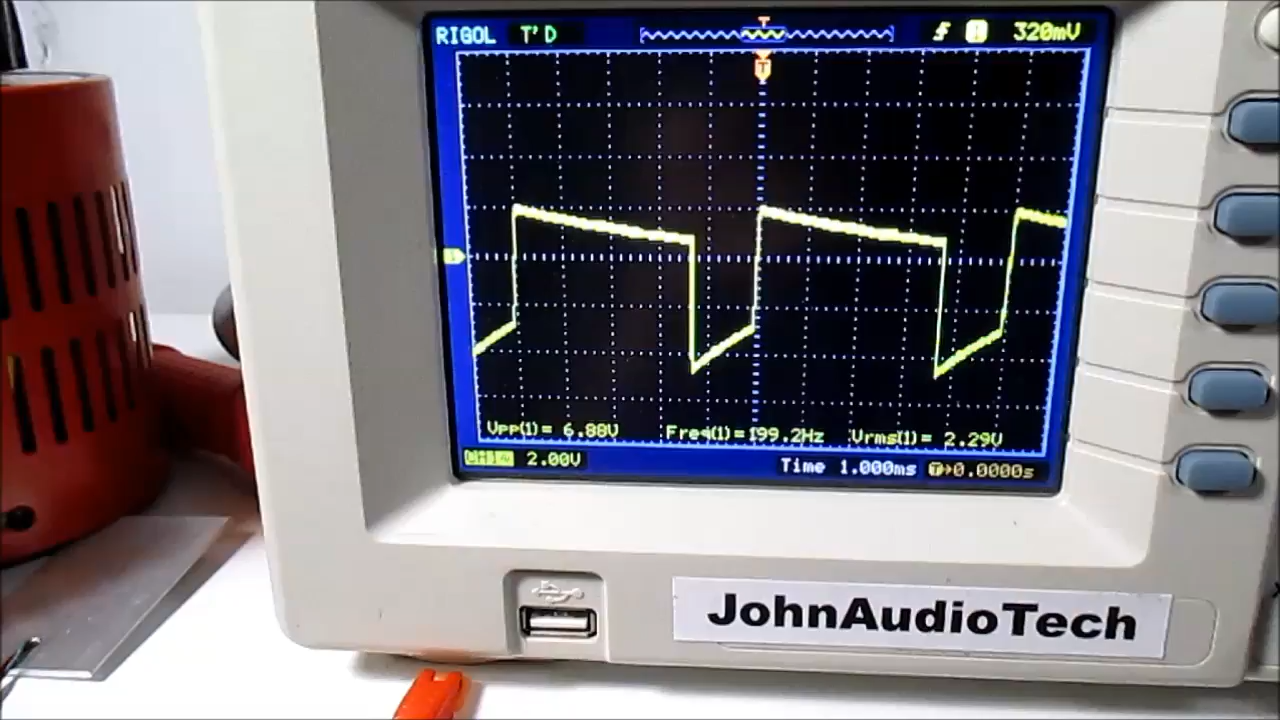 RIGOL T'D 320mV
T
T
Vpp(1)= 6.88V Freq(1)=199.2Hz Vrms(1)= 2.29V
2.00V Time 1.000ms T→0.0000s
JohnAudioTech